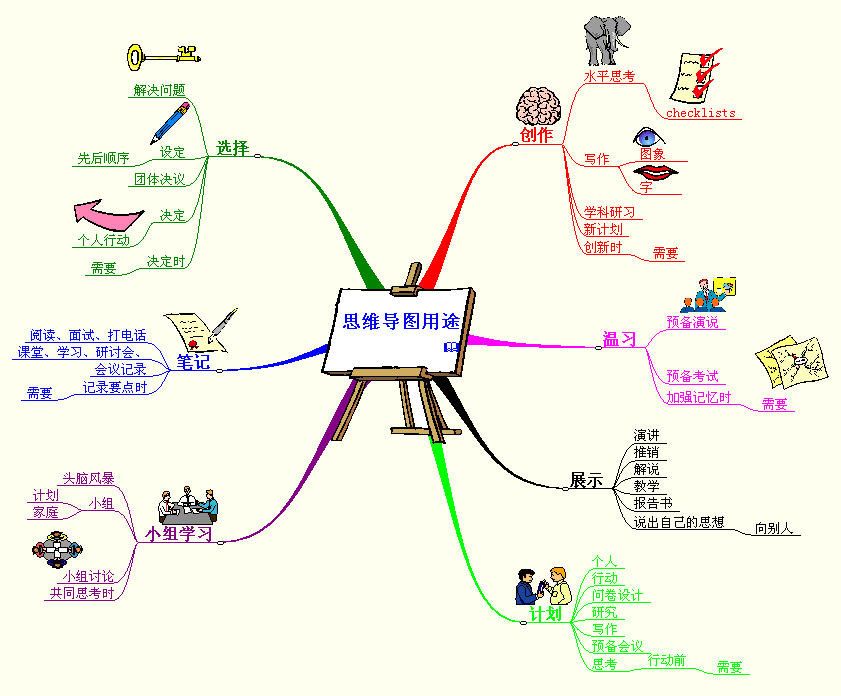 思维导图用途
创作
水平思考
checklists
写作
图象
字
学科研习
新计划
创新时
需要
温习
预备演说
预备考试
加强记忆时
需要
展示
演讲
推销
解说
教学
报告书
说出自己的思想
向别人
计划
个人
行动
问卷设计
研究
写作
预备会议
思考
行动前
需要
小组学习
头脑风暴
小组
计划
家庭
小组讨论
共同思考时
笔记
阅读、面试、打电话
课堂、学习、研讨会、
会议记录
记录要点时
需要
选择
解决问题
设定
先后顺序
团体决议
决定
个人行动
决定时
需要